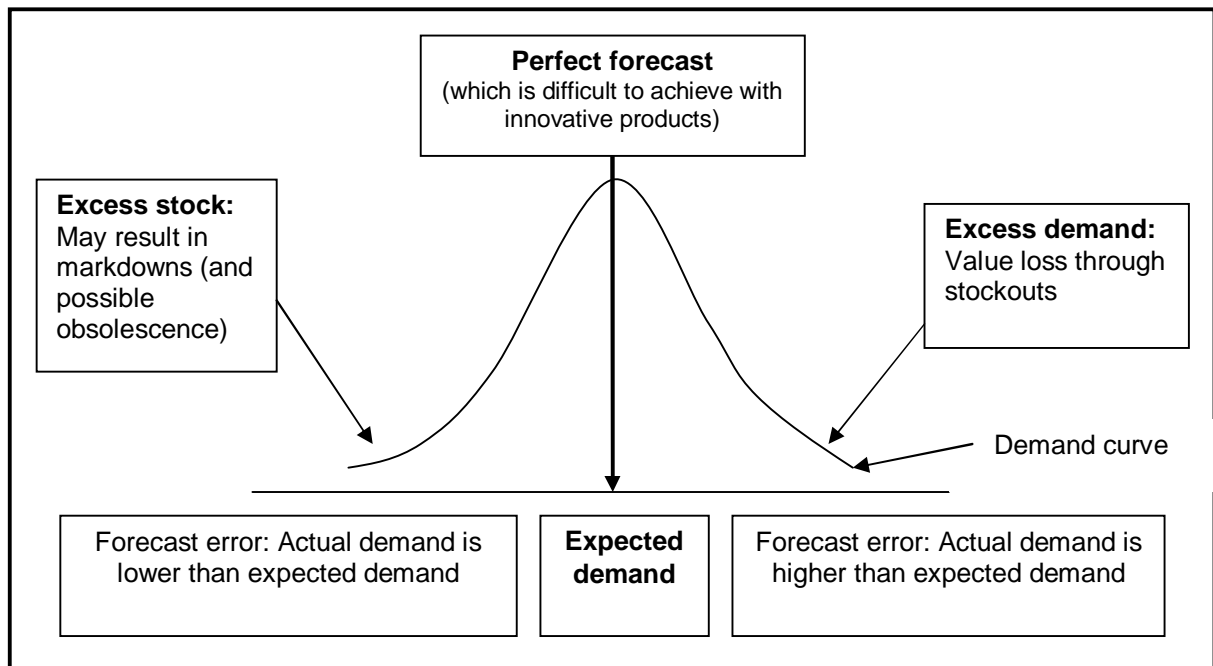 Perfect forecast
(which is difficult to achieve with
innovative products)
Excess stock:
May result in
markdowns (and
possible
obsolescence)
Excess demand:
Value loss through
stockouts
Demand curve
Forecast error: Actual demand is
lower than expected demand
Expected
demand
Forecast error: Actual demand is
higher than expected demand